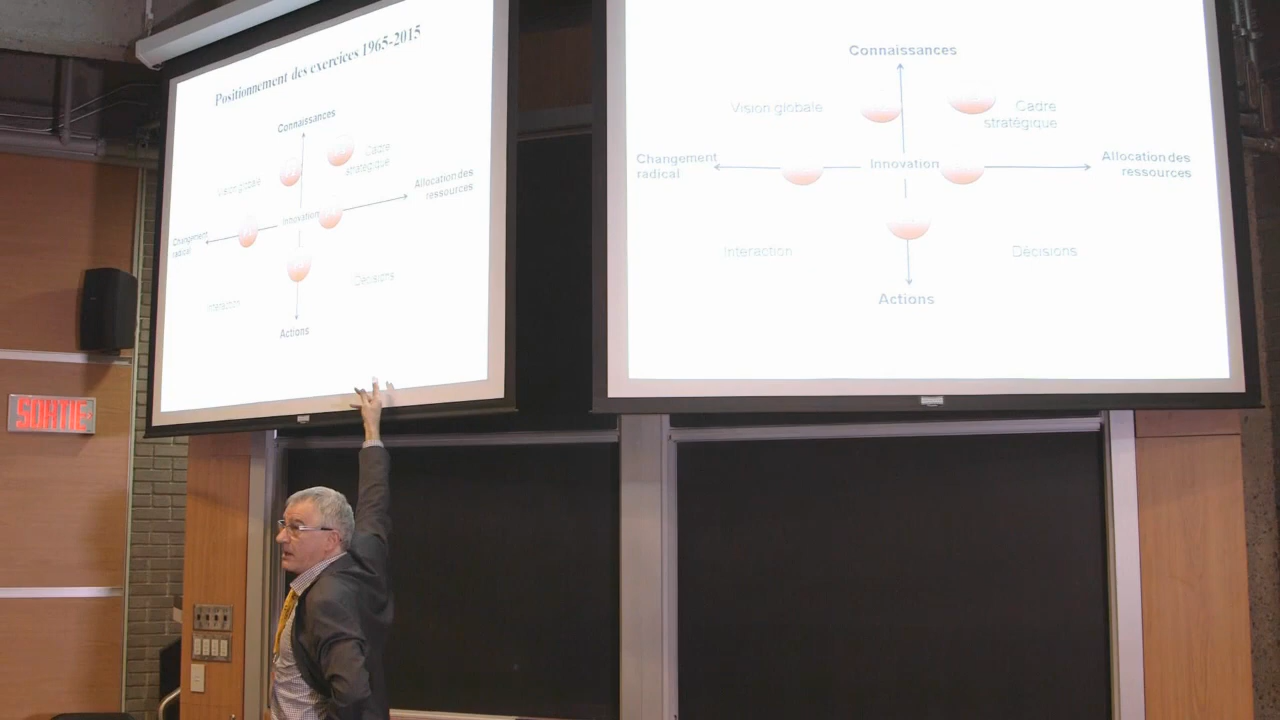 Positionnement des exercices 1965-2015
Connaissances
Vision globale
Cadre
stratégique
Allocation des
ressources
Innovation
Changement
radical
Interaction
Décisions
Actions
Connaissances
Vision globale
Cadre
stratégique
Changement
radical
Innovation
Allocation des
ressources
Interaction
Décisions
Actions
SORTIE